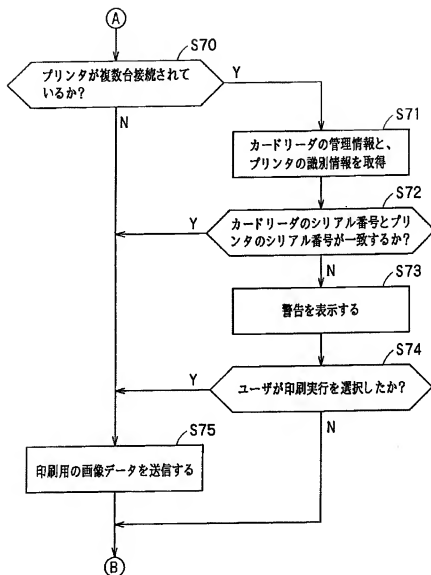 A
S70
プリンタが複数台接続されて
いるか?
Y
N
S71
カードリーダの管理情報と、
プリンタの識別情報を取得
S72
カードリーダのシリアル番号とプリ
ンタのシリアル番号が一致するか?
Y
N
S73
警告を表示する
S74
ユーザが印刷実行を選択したか?
Y
N
S75
印刷用の画像データを送信する
B